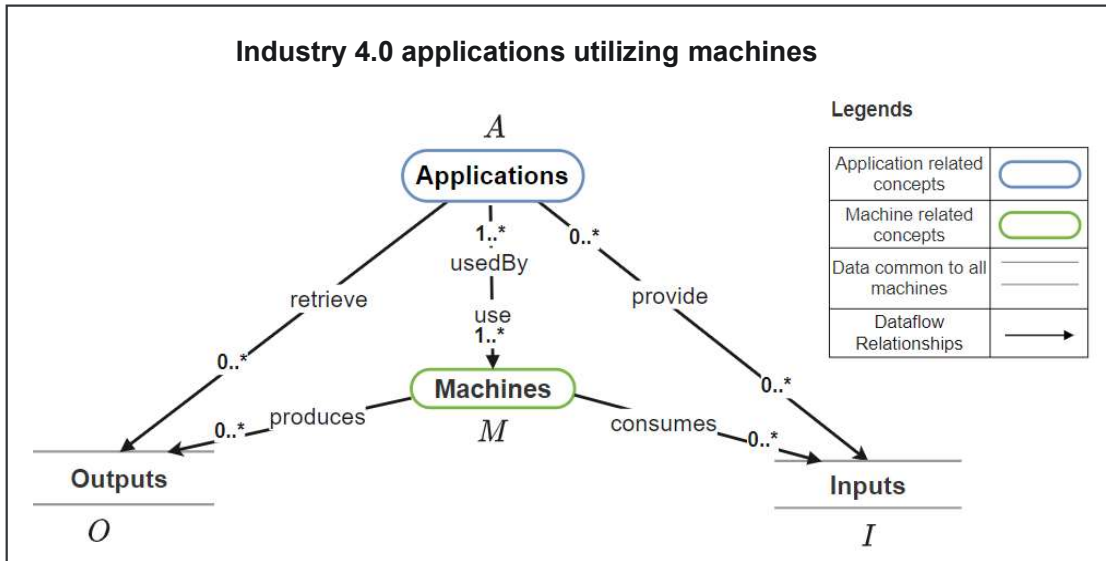 Industry 4.0 applications utilizing machines
A
Applications
1..*
usedBy
use
1..*
0..*
provide
0..*
retrieve
0..*
Machines
M
produces
0..*
consumes
0..*
Outputs
O
Inputs
I
Legends
Application related
concepts
Machine related
concepts
Data common to all
machines
Dataflow
Relationships